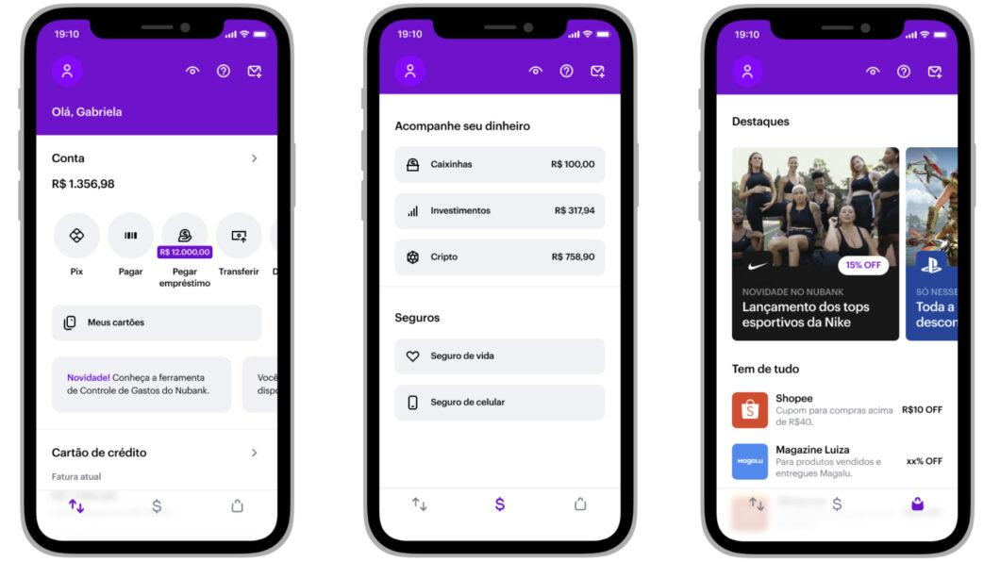 19:10
Olá, Gabriela
Conta
R$ 1.356,98
R$ 12.000,00
Pix
Pagar
Pegar
empréstimo
Transferir
D
Meus cartões
Novidade! Conheça a ferramenta
de Controle de Gastos do Nubank.
Você
dispo
Cartão de crédito
Fatura atual
19:10
Acompanhe seu dinheiro
Caixinhas
R$ 100,00
Investimentos
R$ 317,94
Cripto
R$ 758,90
Seguros
Seguro de vida
Seguro de celular
19:10
Destaques
15% OFF
NOVIDADE NO NUBANK
Lançamento dos tops
esportivos da Nike
SÓ NESSE
Toda a
descon
Tem de tudo
Shopee
Cupom para compras acima
de R$40.
R$10 OFF
Magalu
Magazine Luiza
Para produtos vendidos e
entregues Magalu.
xx% OFF